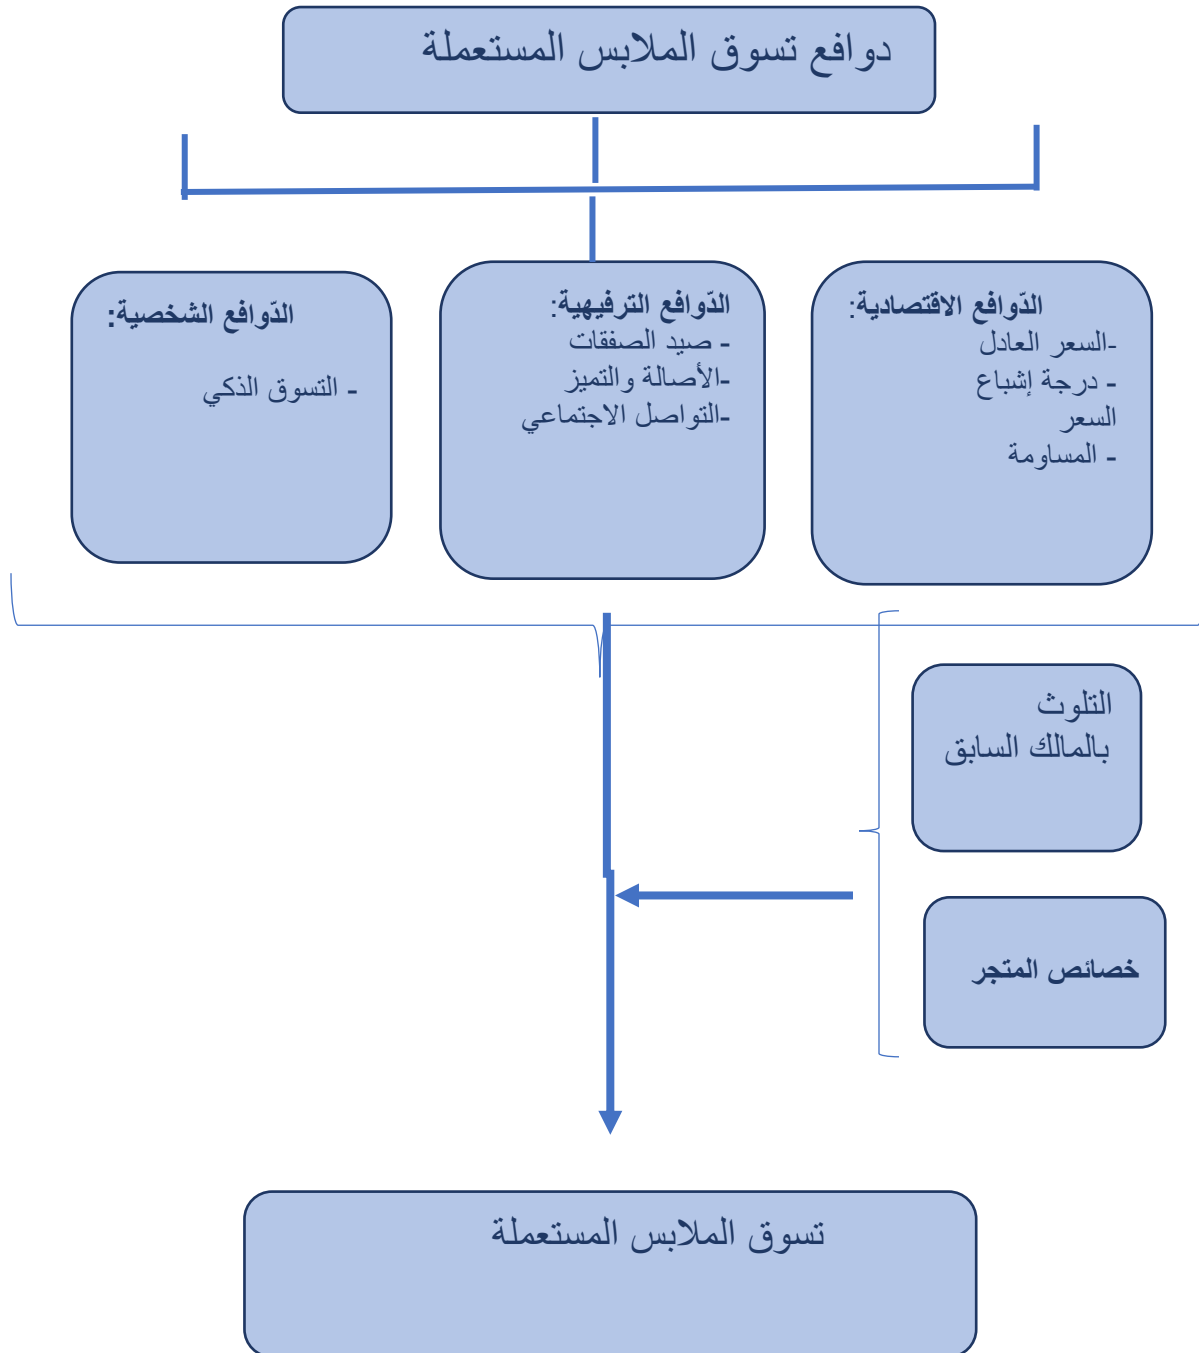 دوافع تسوق الملابس المستعملة
الدّوافع الاقتصادية:
-السعر العادل
- درجة إشباع
السعر
- المساومة
الدّوافع الترفيهية:
- صيد الصفقات
-الأصالة والتميز
-التواصل الاجتماعي
الدّوافع الشخصية:
- التسوق الذكي
التلوث
بالمالك السابق
خصائص المتجر
تسوق الملابس المستعملة